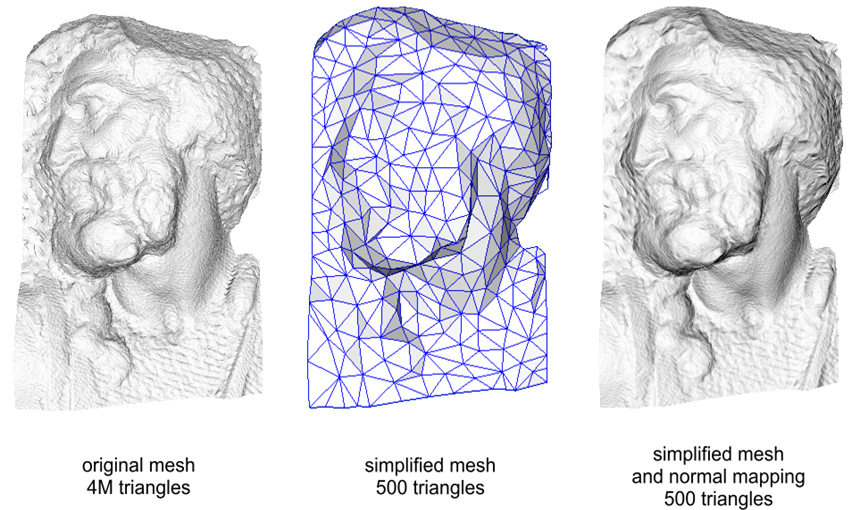 original mesh
4M triangles
simplified mesh
500 triangles
simplified mesh
and normal mapping
500 triangles